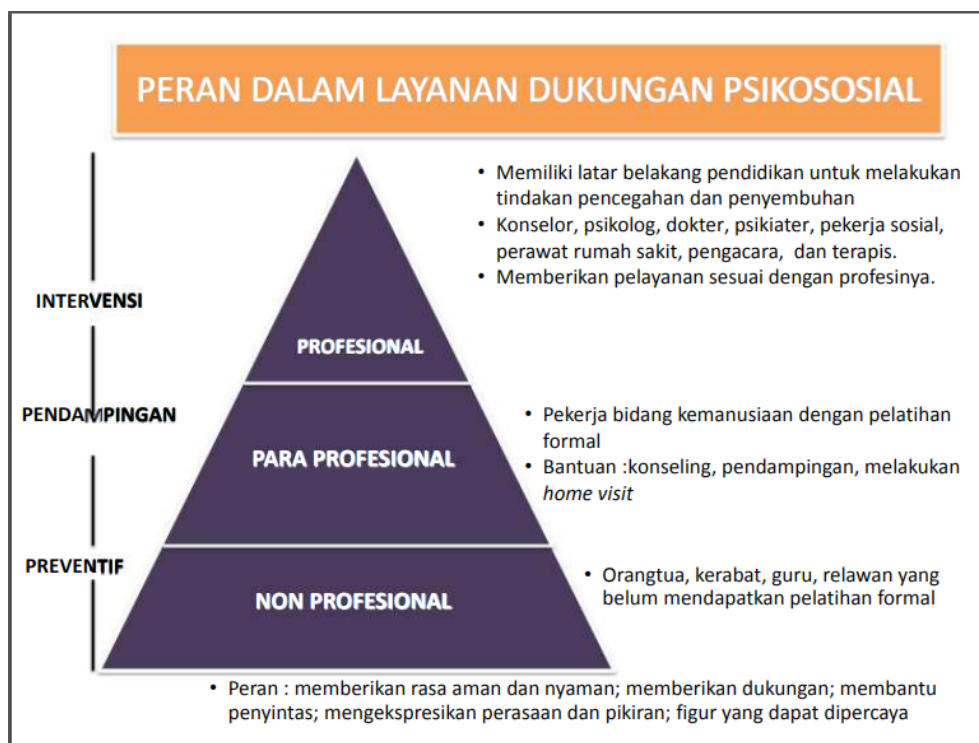 PERAN DALAM LAYANAN DUKUNGAN PSIKOSOSIAL
• Memiliki latar belakang pendidikan untuk melakukan
tindakan pencegahan dan penyembuhan
• Konselor, psikolog, dokter, psikiater, pekerja sosial,
perawat rumah sakit, pengacara, dan terapis.
• Memberikan pelayanan sesuai dengan profesinya.
INTERVENSI
PROFESIONAL
PENDAMPINGAN
• Pekerja bidang kemanusiaan dengan pelatihan
formal
PARA PROFESIONAL
• Bantuan :konseling, pendampingan, melakukan
home visit
PREVENTIF
• Orangtua, kerabat, guru, relawan yang
belum mendapatkan pelatihan formal
NON PROFESIONAL
• Peran : memberikan rasa aman dan nyaman; memberikan dukungan; membantu
penyintas; mengekspresikan perasaan dan pikiran; figur yang dapat dipercaya